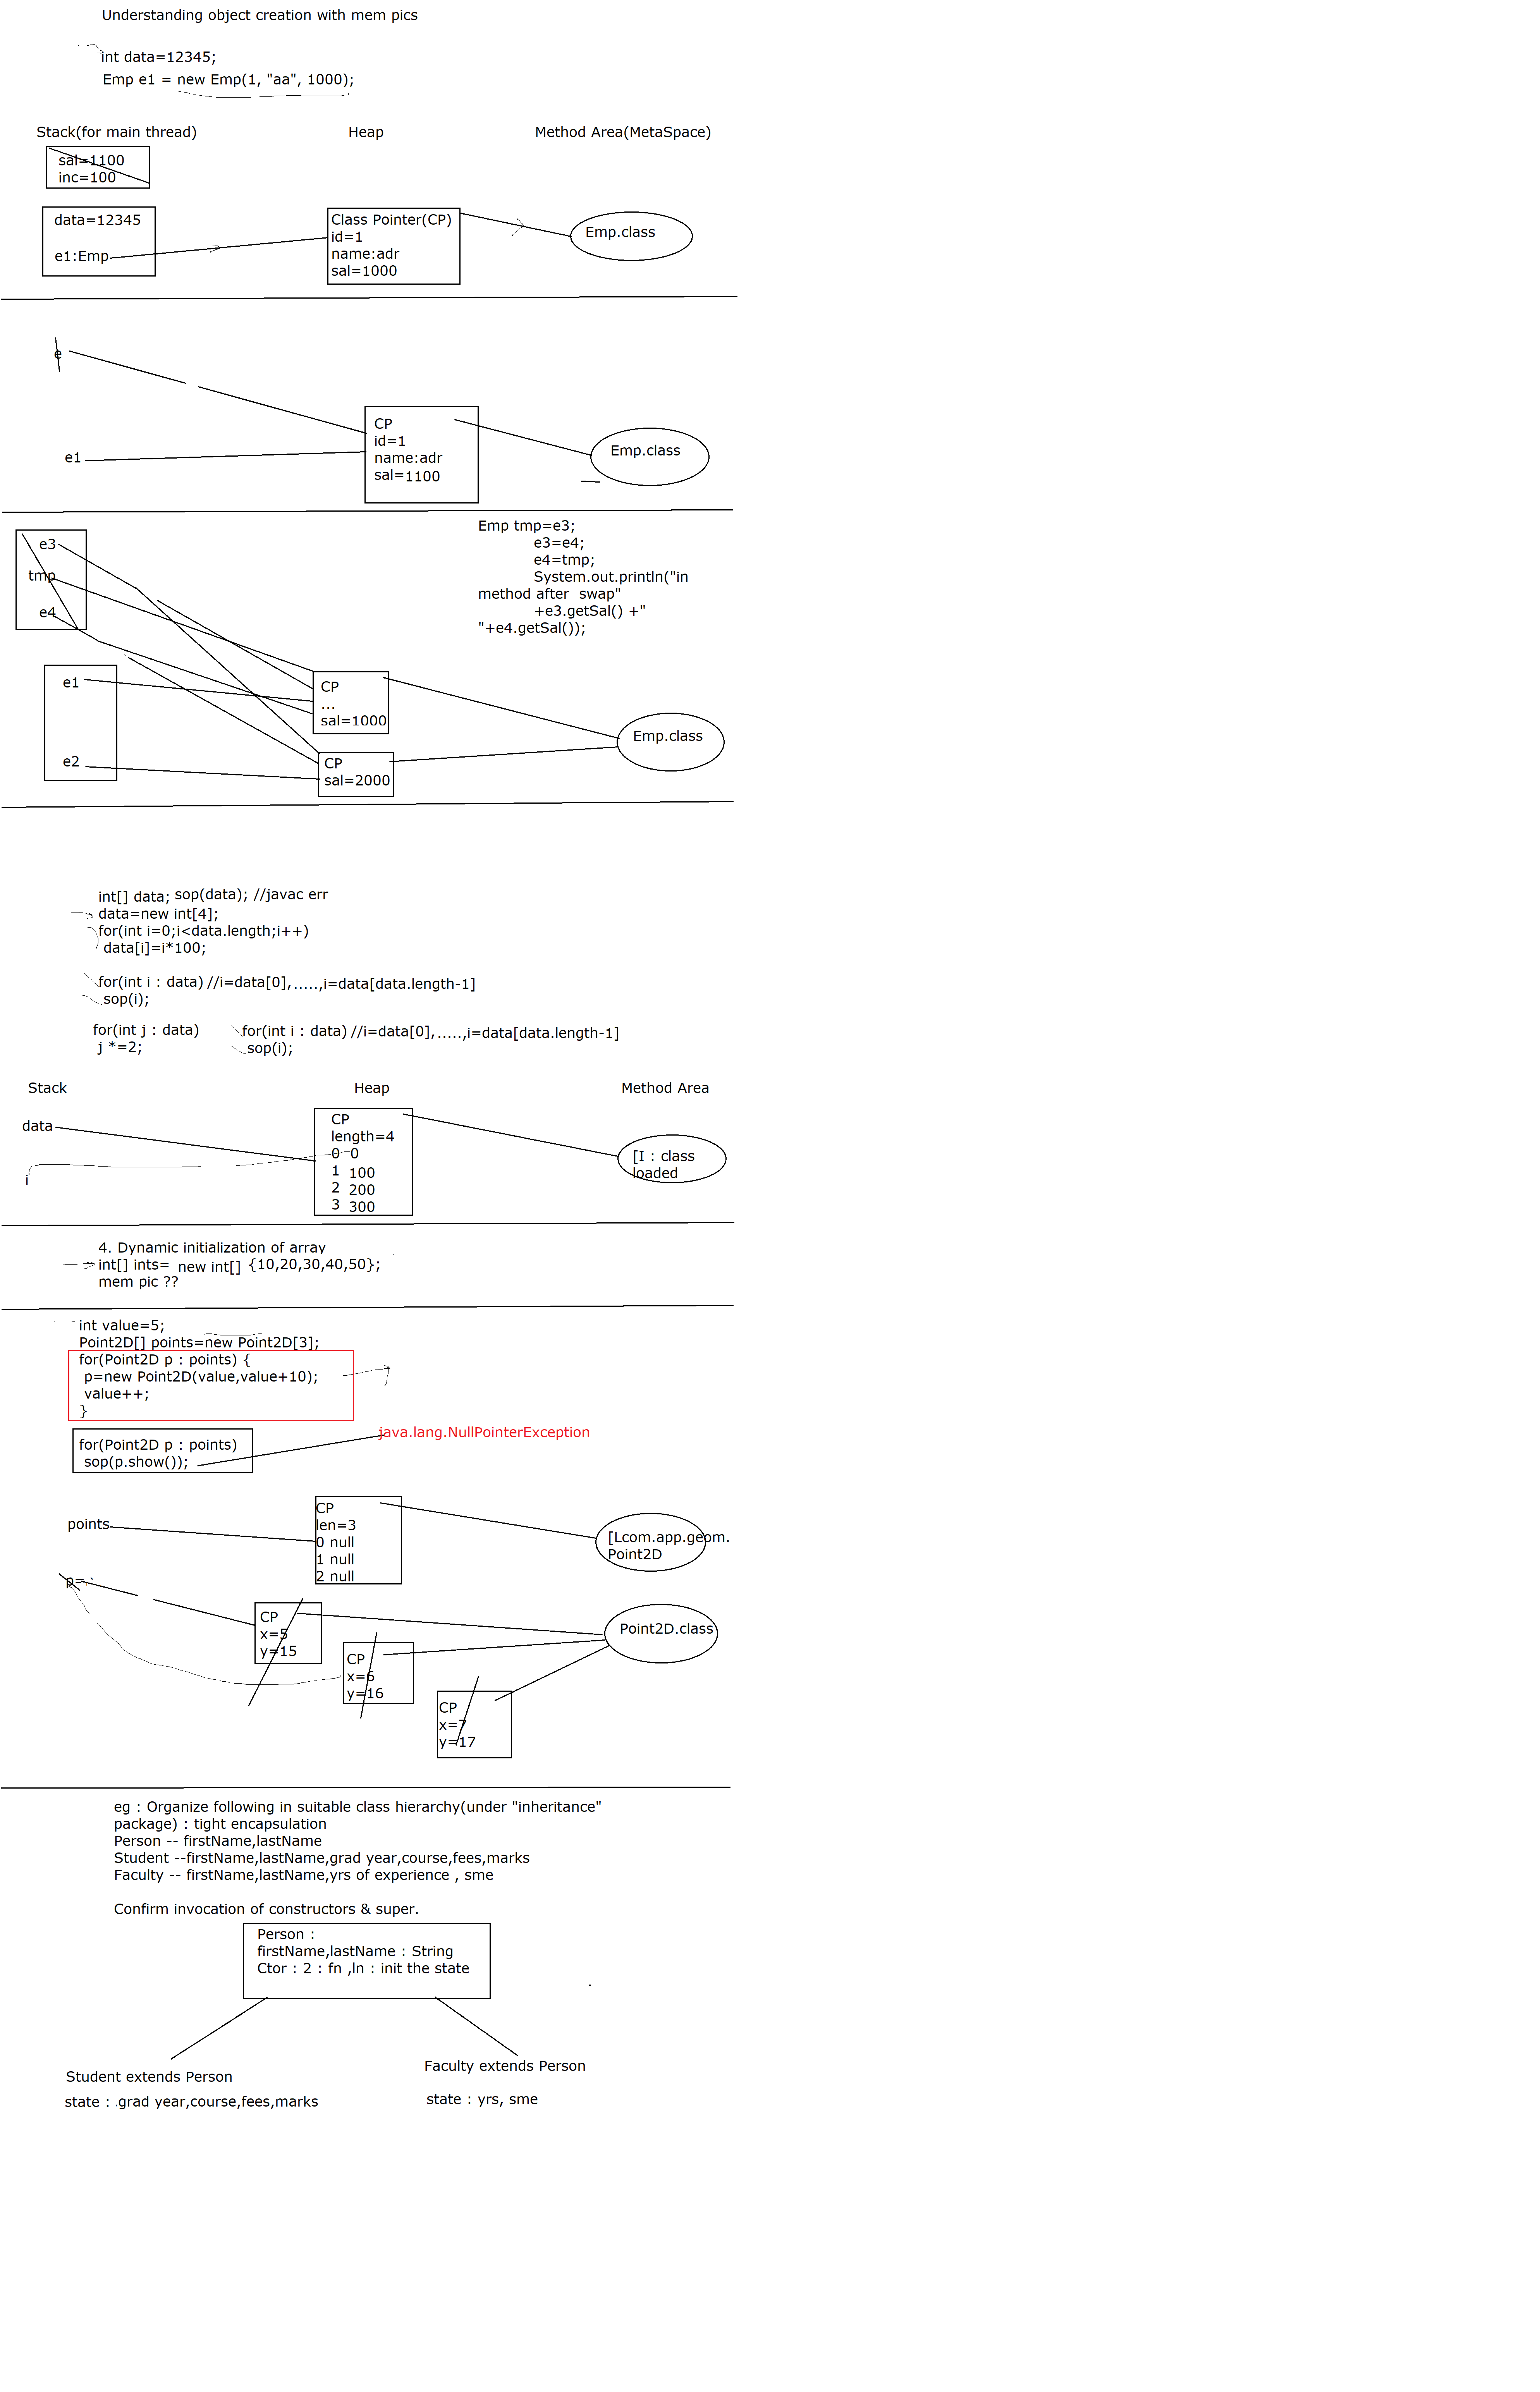 Understanding object creation with mem pics
int data=12345;
Emp e1 = new Emp(1, "aa", 1000);
Stack(for main thread)
Heap
Method Area(MetaSpace)
sal=1100
inc=100
data=12345
e1:Emp
Class Pointer(CP)
id=1
name:adr
sal=1000
Emp.class
e
e1
CP
id=1
name:adr
sal=1100
Emp.class
Emp tmp=e3;
e3=e4;
e4=tmp;
System.out.println("in
method after  swap"
+e3.getSal() +"
"+e4.getSal());
e3
tmp
e4
e1
e2
CP
...
sal=1000
CP
sal=2000
Emp.class
int[] data; sop(data); //javac err
data=new int[4];
for(int i=0;i<data.length;i++)
data[i]=i*100;
for(int i : data) //i=data[0],.....,i=data[data.length-1]
sop(i);
for(int j : data)
j *=2;
for(int i : data) //i=data[0],.....,i=data[data.length-1]
sop(i);
Stack
Heap
Method Area
data
i
CP
length=4
0 0
1 100
2 200
3 300
[I : class
loaded
4. Dynamic initialization of array
int[] ints= new int[] {10,20,30,40,50};
mem pic ??
int value=5;
Point2D[] points=new Point2D[3];
for(Point2D p : points) {
p=new Point2D(value,value+10);
value++;
}
java.lang.NullPointerException
for(Point2D p : points)
sop(p.show());
points
CP
len=3
0 null
1 null
2 null
[Lcom.app.geom.
Point2D
p=
CP
x=5
y=15
CP
x=6
y=16
CP
x=7
y=17
Point2D.class
eg : Organize following in suitable class hierarchy(under "inheritance"
package) : tight encapsulation
Person -- firstName,lastName
Student --firstName,lastName,grad year,course,fees,marks
Faculty -- firstName,lastName,yrs of experience , sme
Confirm invocation of constructors & super.
Person :
firstName,lastName : String
Ctor : 2 : fn ,ln : init the state
Student extends Person
state : grad year,course,fees,marks
Faculty extends Person
state : yrs, sme